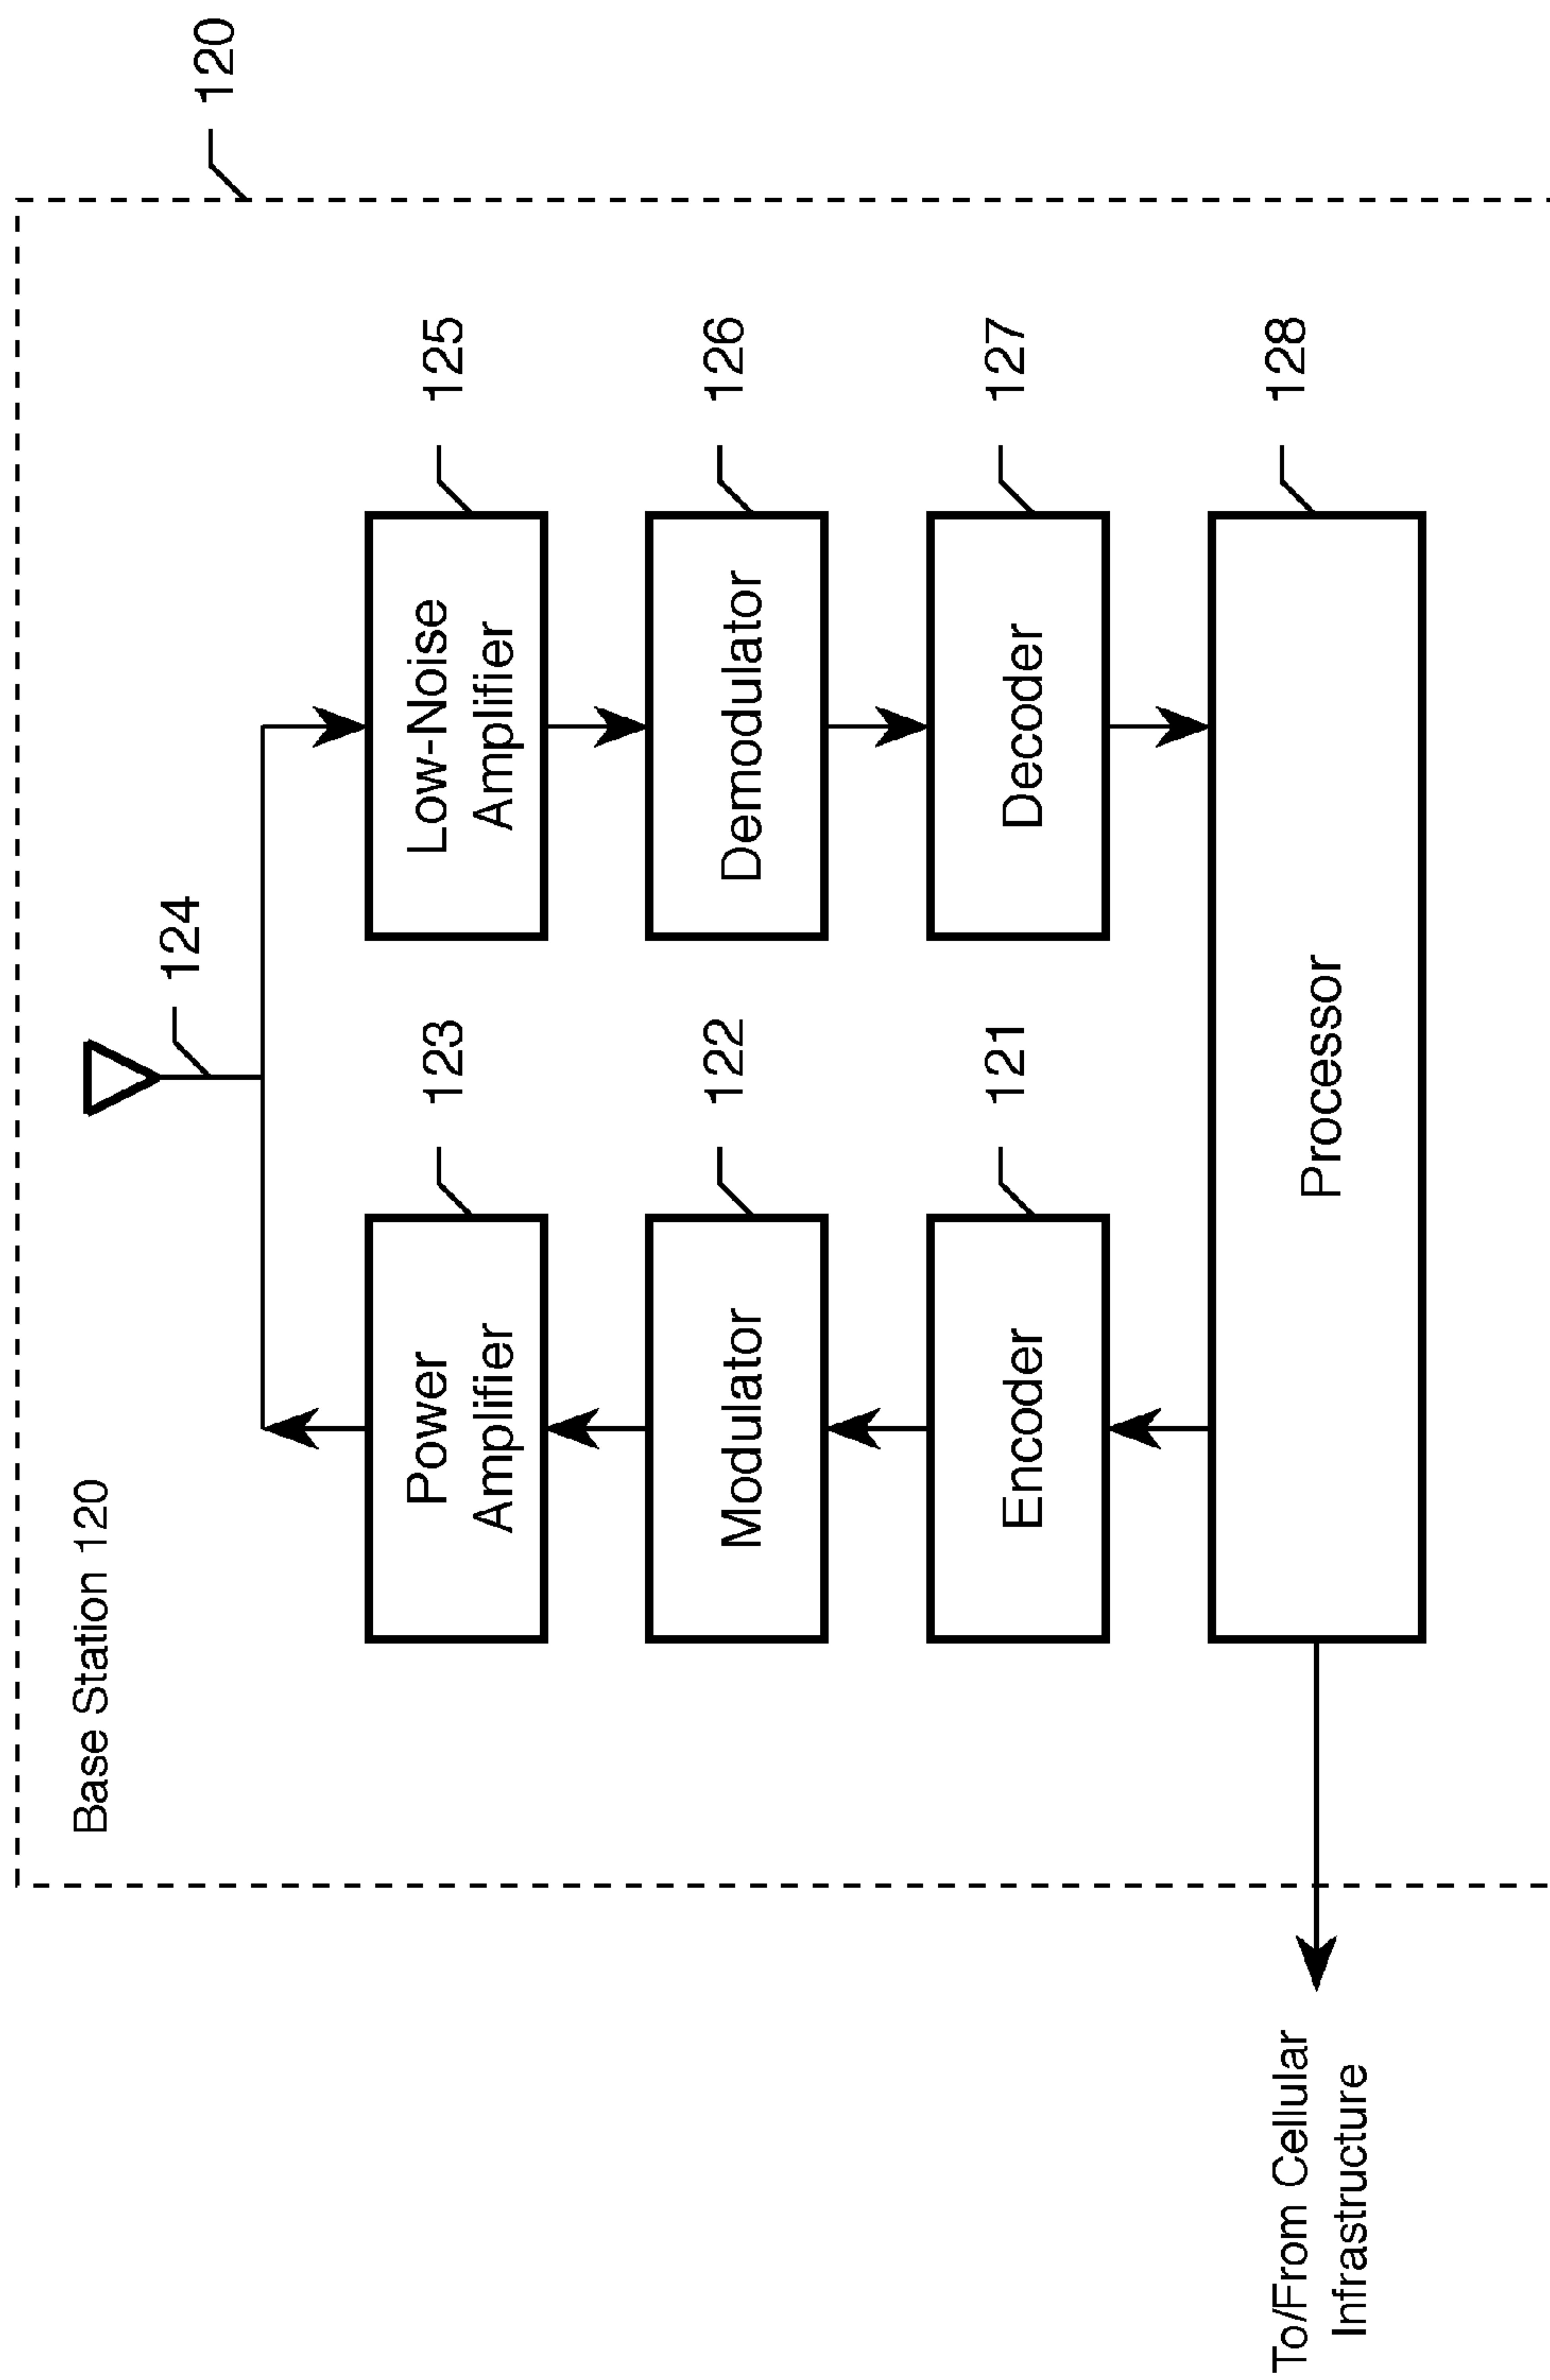 Base Station 120
120
124
Power
Amplifier
123
Low-Noise
Amplifier
125
Modulator
122
Demodulator
126
Encoder
121
Decoder
127
Processor
128
To/From Cellular
Infrastructure